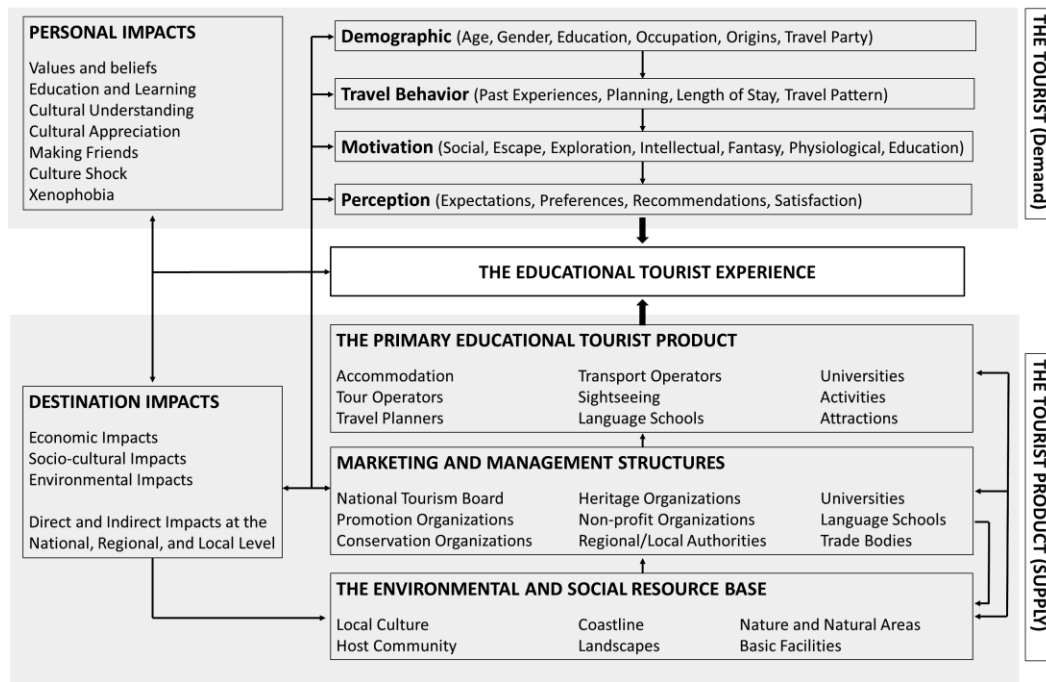 PERSONAL IMPACTS
Values and beliefs
Education and Learning
Cultural Understanding
Cultural Appreciation
Making Friends
Culture Shock
Xenophobia
Demographic (Age, Gender, Education, Occupation, Origins, Travel Party)
Travel Behavior (Past Experiences, Planning, Length of Stay, Travel Pattern)
Motivation (Social, Escape, Exploration, Intellectual, Fantasy, Physiological, Education)
Perception (Expectations, Preferences, Recommendations, Satisfaction)
THE TOURIST (Demand)
THE EDUCATIONAL TOURIST EXPERIENCE
DESTINATION IMPACTS
Economic Impacts
Socio-cultural Impacts
Environmental Impacts
Direct and Indirect Impacts at the
National, Regional, and Local Level
THE PRIMARY EDUCATIONAL TOURIST PRODUCT
Accommodation Transport Operators Universities
Tour Operators Sightseeing Activities
Travel Planners Language Schools Attractions
MARKETING AND MANAGEMENT STRUCTURES
National Tourism Board Heritage Organizations Universities
Promotion Organizations Non-profit Organizations Language Schools
Conservation Organizations Regional/Local Authorities Trade Bodies
THE ENVIRONMENTAL AND SOCIAL RESOURCE BASE
Local Culture Coastline Nature and Natural Areas
Host Community Landscapes Basic Facilities
THE TOURIST PRODUCT (SUPPLY)